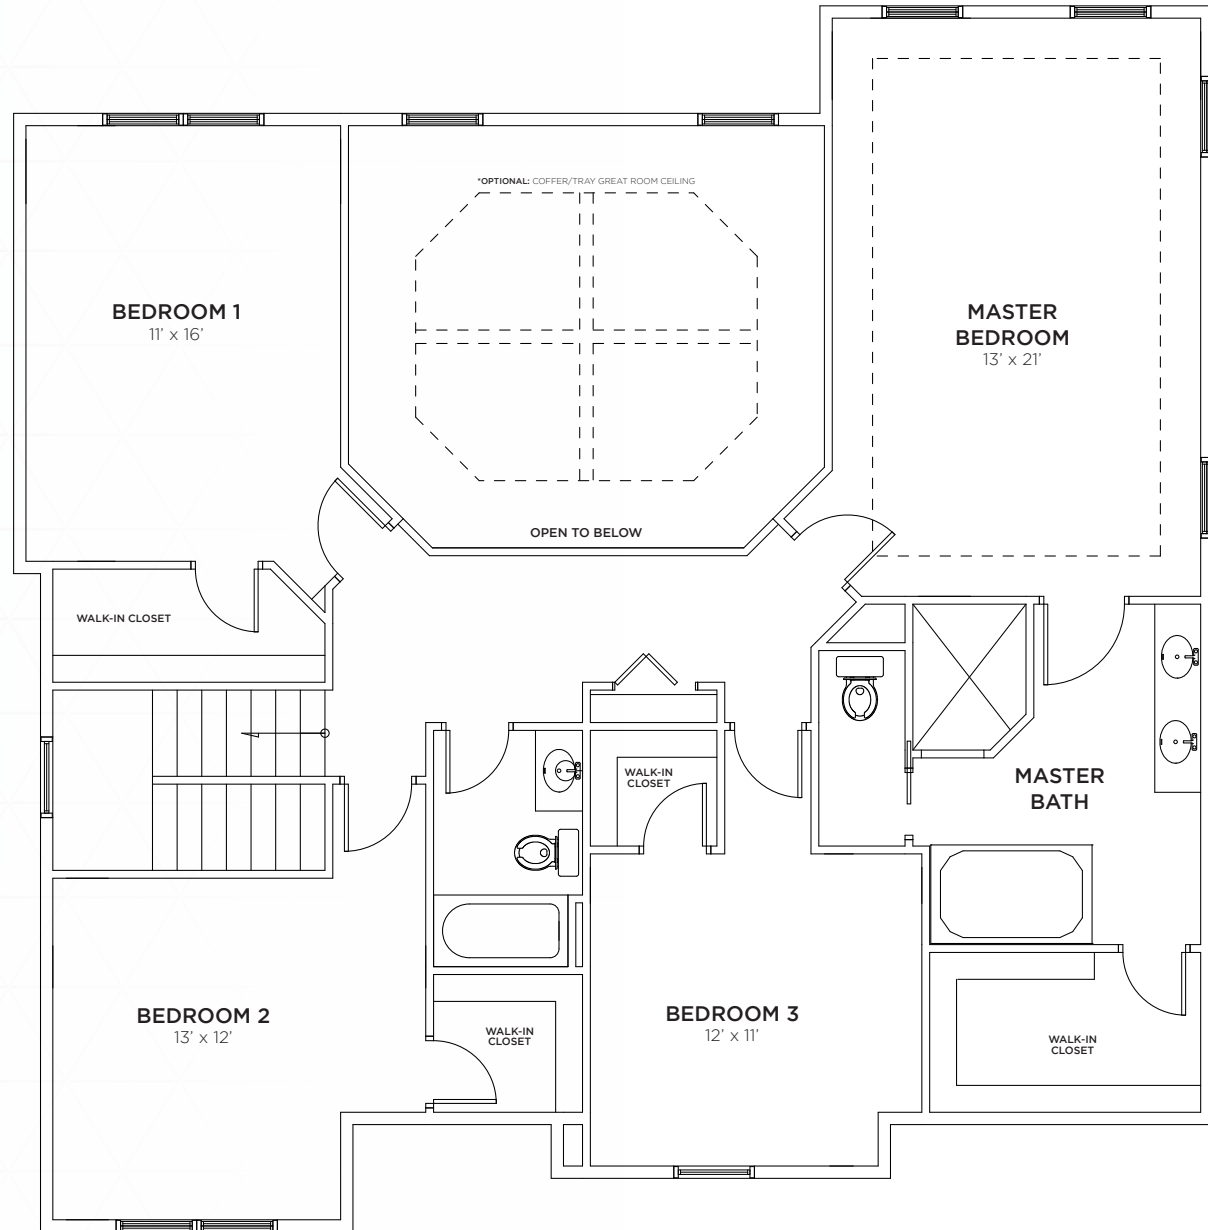 *OPTIONAL: COFFER/TRAY GREAT ROOM CEILING
BEDROOM 1
11’ x 16’
MASTER
BEDROOM
13’ x 21’
OPEN TO BELOW
WALK-IN CLOSET
WALK-IN
CLOSET
MASTER
BATH
BEDROOM 2
13’ x 12’
WALK-IN
CLOSET
BEDROOM 3
12’ x 11’
WALK-IN
CLOSET